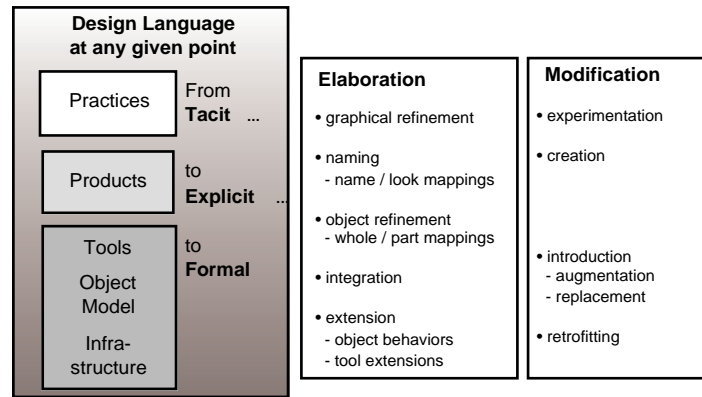 Design Language
at any given point
Practices
From
Tacit ...
Products
to
Explicit ...
Tools
Object
Model
Infra-
structure
to
Formal
Elaboration
• graphical refinement
• naming
- name / look mappings
• object refinement
- whole / part mappings
• integration
• extension
- object behaviors
- tool extensions
Modification
• experimentation
• creation
• introduction
- augmentation
- replacement
• retrofitting